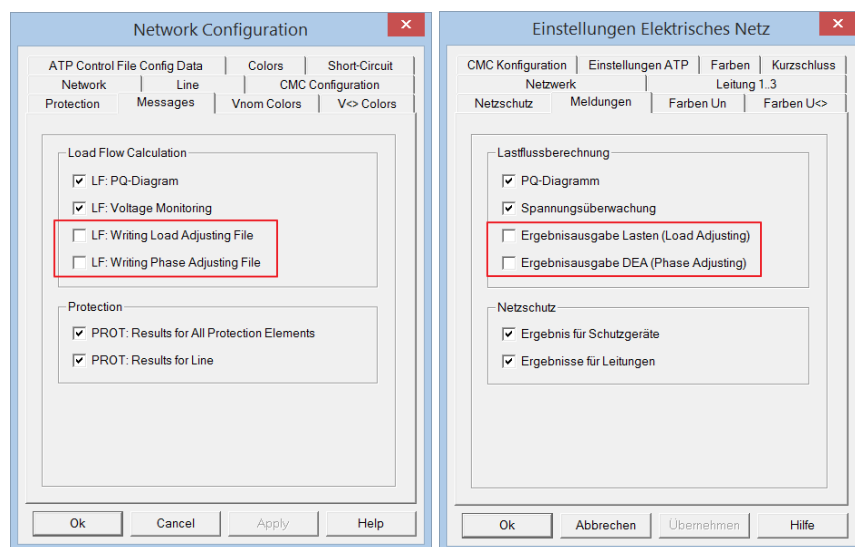 Network Configuration
ATP Control File Config Data Colors Short-Circuit
Network Line CMC Configuration
Protection Messages Vnom Colors V<> Colors
Load Flow Calculation
LF: PQ-Diagram
LF: Voltage Monitoring
LF: Writing Load Adjusting File
LF: Writing Phase Adjusting File
Protection
PROT: Results for All Protection Elements
PROT: Results for Line
Ok Cancel Apply Help
Einstellungen Elektrisches Netz
CMC Konfiguration Einstellungen ATP Farben Kurzschluss
Netzwerk Leitung 1..3
Netzschutz Meldungen Farben Un Farben U<>
Lastflussberechnung
PQ-Diagramm
Spannungsüberwachung
Ergebnisausgabe Lasten (Load Adjusting)
Ergebnisausgabe DEA (Phase Adjusting)
Netzschutz
Ergebnis für Schutzgeräte
Ergebnisse für Leitungen
Ok Abbrechen Übernehmen Hilfe